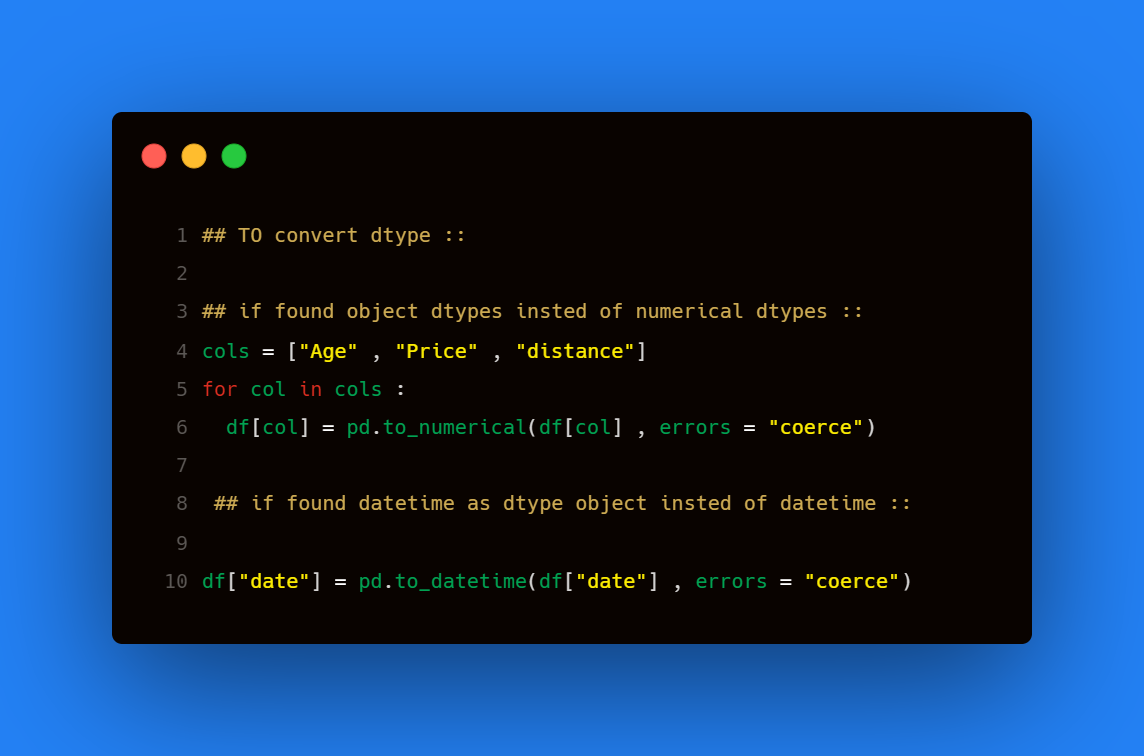 1 ## TO convert dtype ::
2
3 ## if found object dtypes insted of numerical dtypes ::
4 cols = ["Age" , "Price" , "distance"]
5 for col in cols :
6   df[col] = pd.to_numerical(df[col] , errors = "coerce")
7
8  ## if found datetime as dtype object insted of datetime ::
9
10 df["date"] = pd.to_datetime(df["date"] , errors = "coerce")